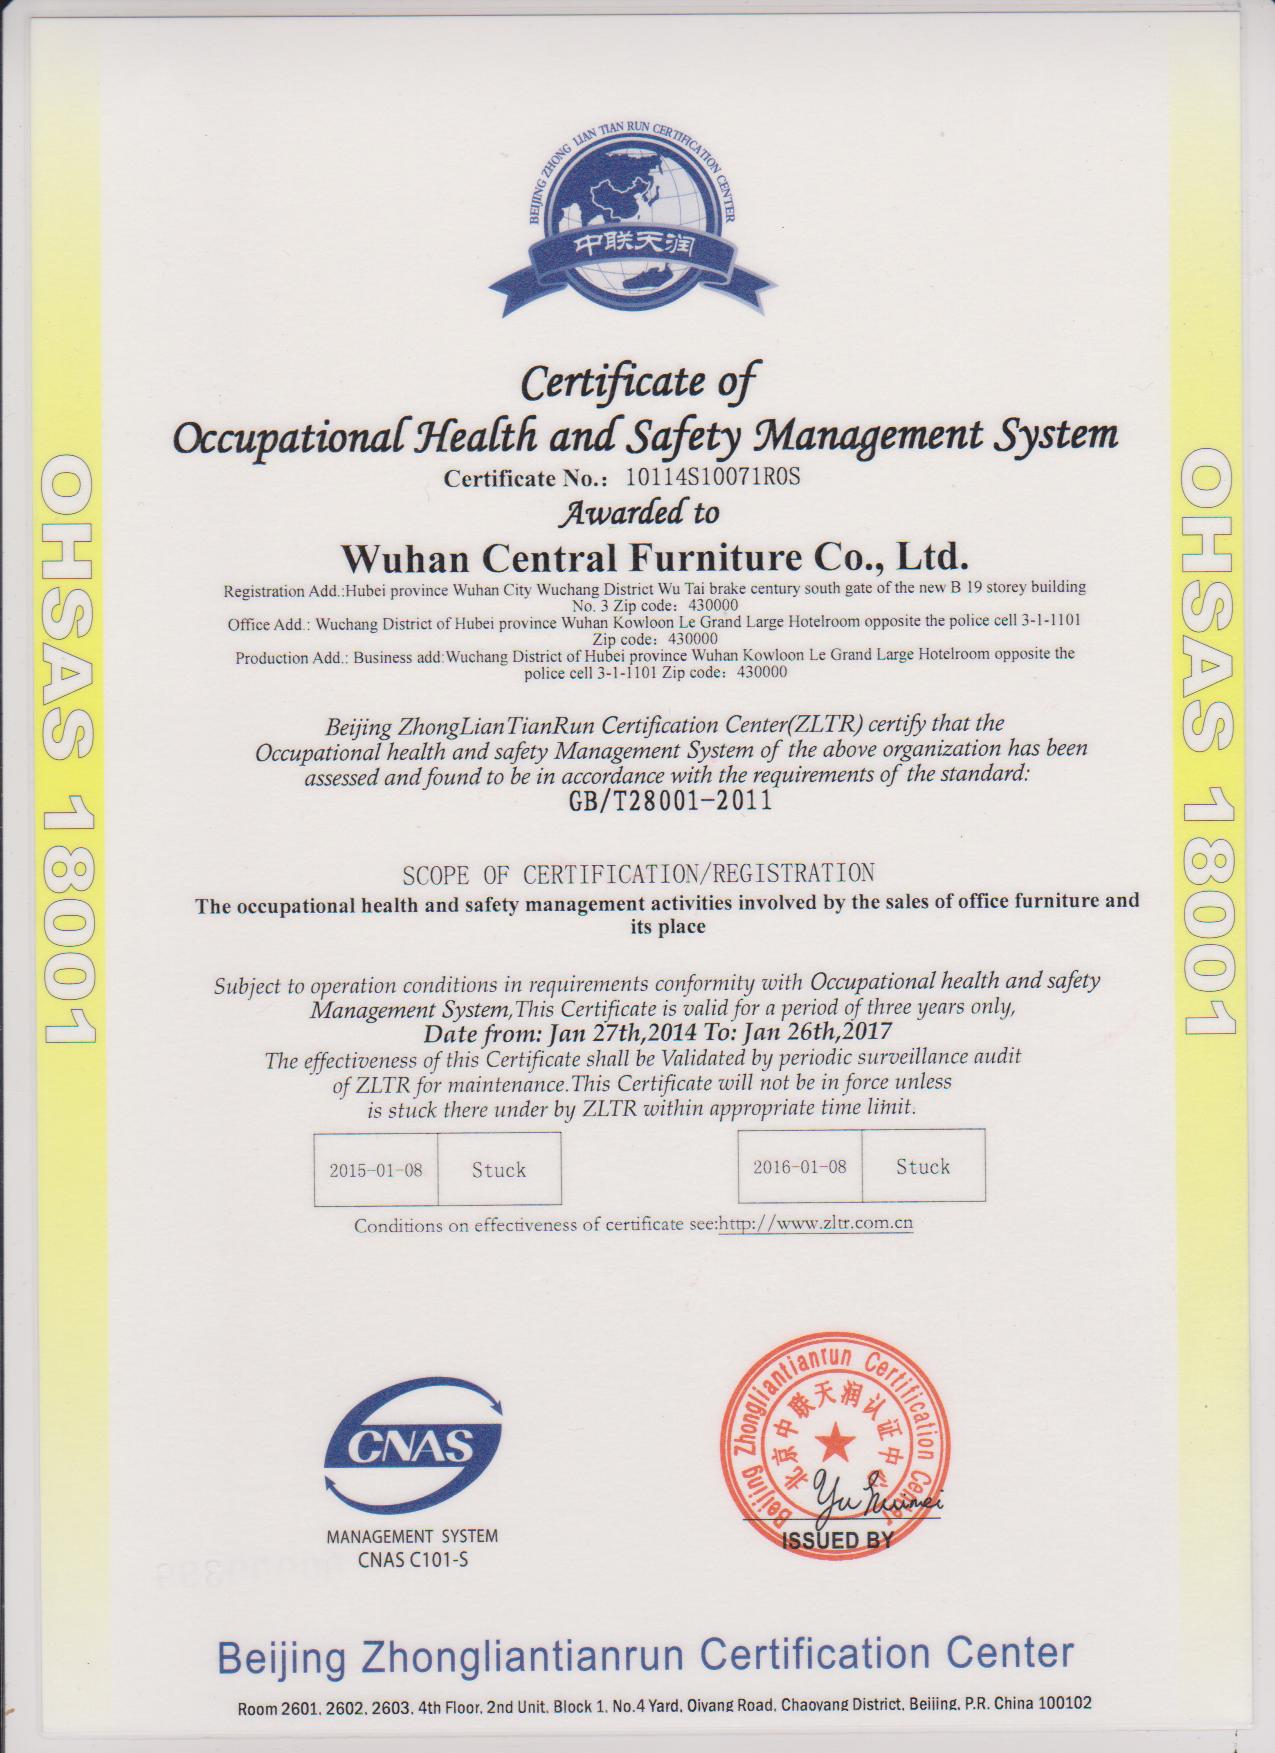 BEIJING ZHONG LIAN TIAN RUN CERTIFICATION CENTER
中联天润
Certificate of
Occupational Health and Safety Management System
Certificate No.: 10114S10071R0S
Awarded to
Wuhan Central Furniture Co., Ltd.
Registration Add.:Hubei province Wuhan City Wuchang District Wu Tai brake century south gate of the new B 19 storey building
No. 3 Zip code: 430000
Office Add.: Wuchang District of Hubei province Wuhan Kowloon Le Grand Large Hotelroom opposite the police cell 3-1-1101
Zip code: 430000
Production Add.: Business add:Wuchang District of Hubei province Wuhan Kowloon Le Grand Large Hotelroom opposite the
police cell 3-1-1101 Zip code: 430000
Beijing ZhongLianTianRun Certification Center(ZLTR) certify that the
Occupational health and safety Management System of the above organization has been
assessed and found to be in accordance with the requirements of the standard:
GB/T28001-2011
SCOPE OF CERTIFICATION/REGISTRATION
The occupational health and safety management activities involved by the sales of office furniture and
its place
Subject to operation conditions in requirements conformity with Occupational health and safety
Management System,This Certificate is valid for a period of three years only,
Date from: Jan 27th,2014 To: Jan 26th,2017
The effectiveness of this Certificate shall be Validated by periodic surveillance audit
of ZLTR for maintenance.This Certificate will not be in force unless
is stuck there under by ZLTR within appropriate time limit.
2015-01-08 Stuck 2016-01-08 Stuck
Conditions on effectiveness of certificate see:http://www.zltr.com.cn
OHSAS 18001
OHSAS 18001
CNAS
MANAGEMENT SYSTEM
CNAS C101-S
Beijing Zhongliantianrun Certification Center
北京中联天润认证中心
Yu
ISSUED BY
Beijing Zhongliantianrun Certification Center
Room 2601, 2602, 2603, 4th Floor, 2nd Unit, Block 1, No.4 Yard, Qiyang Road, Chaoyang District, Beijing, P.R. China 100102